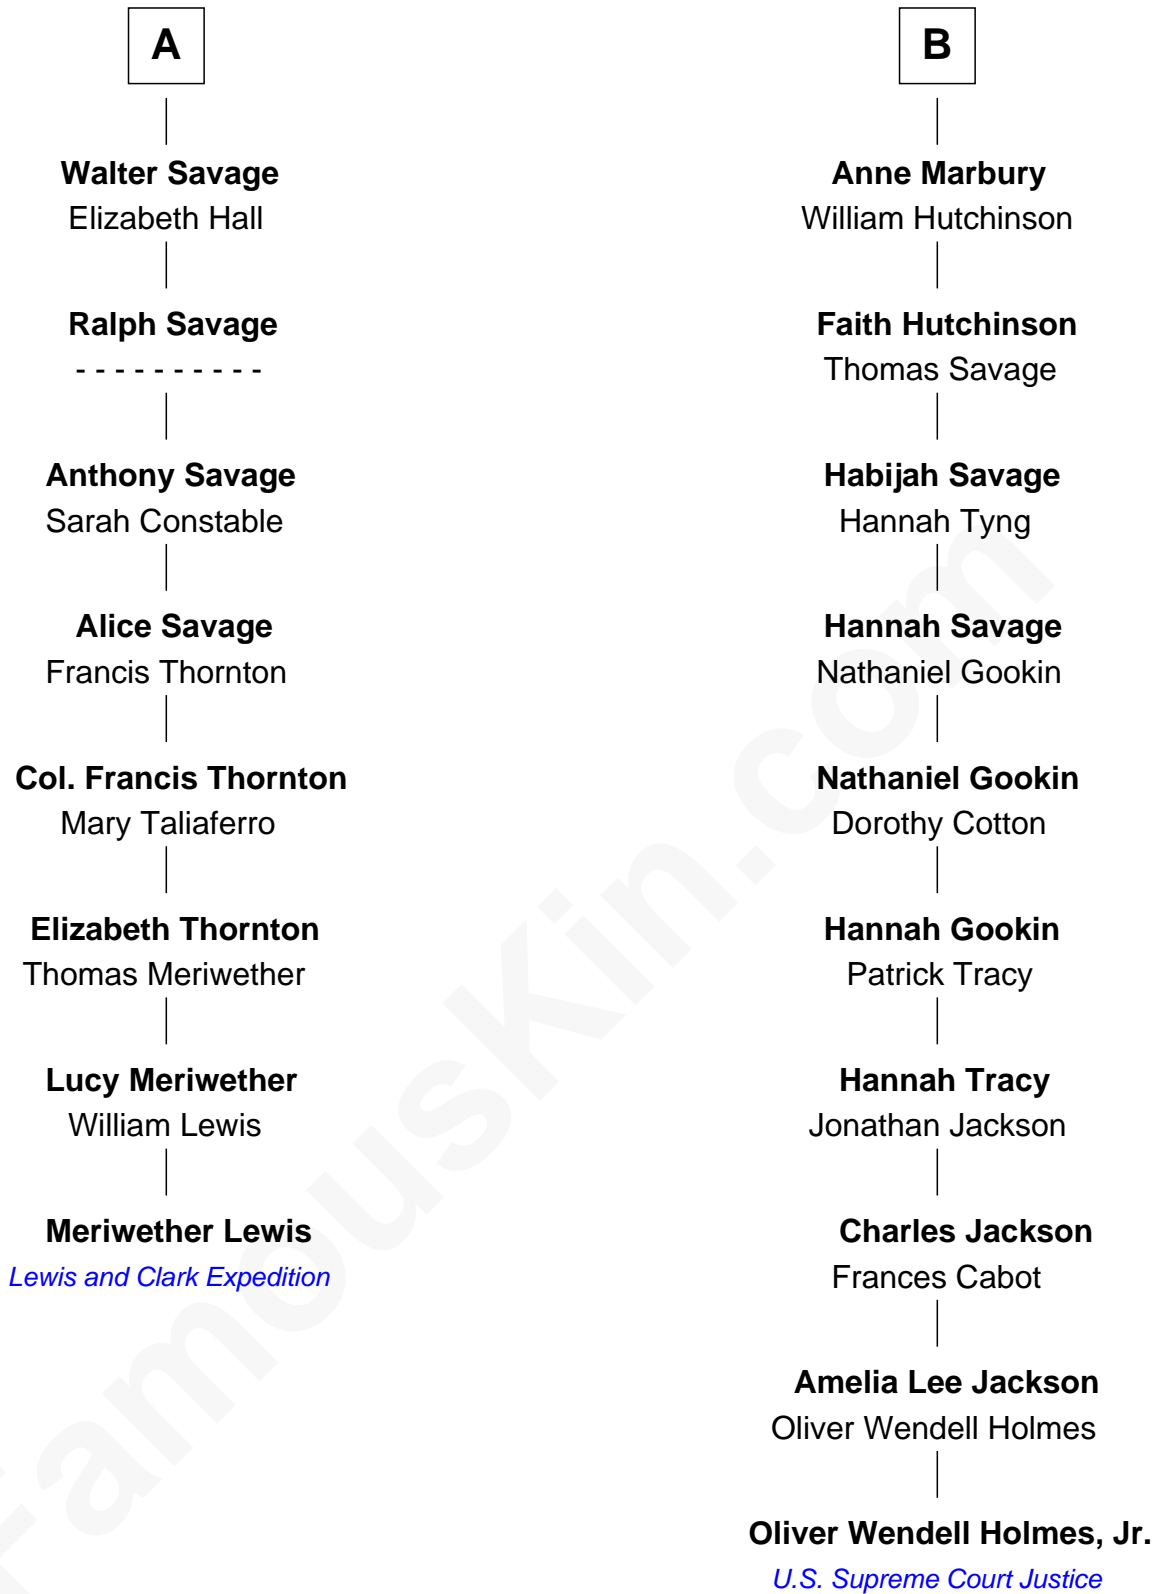 A
Walter Savage
Elizabeth Hall
Ralph Savage
- - - - - - - - - -
Anthony Savage
Sarah Constable
Alice Savage
Francis Thornton
Col. Francis Thornton
Mary Taliaferro
Elizabeth Thornton
Thomas Meriwether
Lucy Meriwether
William Lewis
Meriwether Lewis
Lewis and Clark Expedition
B
Anne Marbury
William Hutchinson
Faith Hutchinson
Thomas Savage
Habijah Savage
Hannah Tyng
Hannah Savage
Nathaniel Gookin
Nathaniel Gookin
Dorothy Cotton
Hannah Gookin
Patrick Tracy
Hannah Tracy
Jonathan Jackson
Charles Jackson
Frances Cabot
Amelia Lee Jackson
Oliver Wendell Holmes
Oliver Wendell Holmes, Jr.
U.S. Supreme Court Justice
FamousKin.com